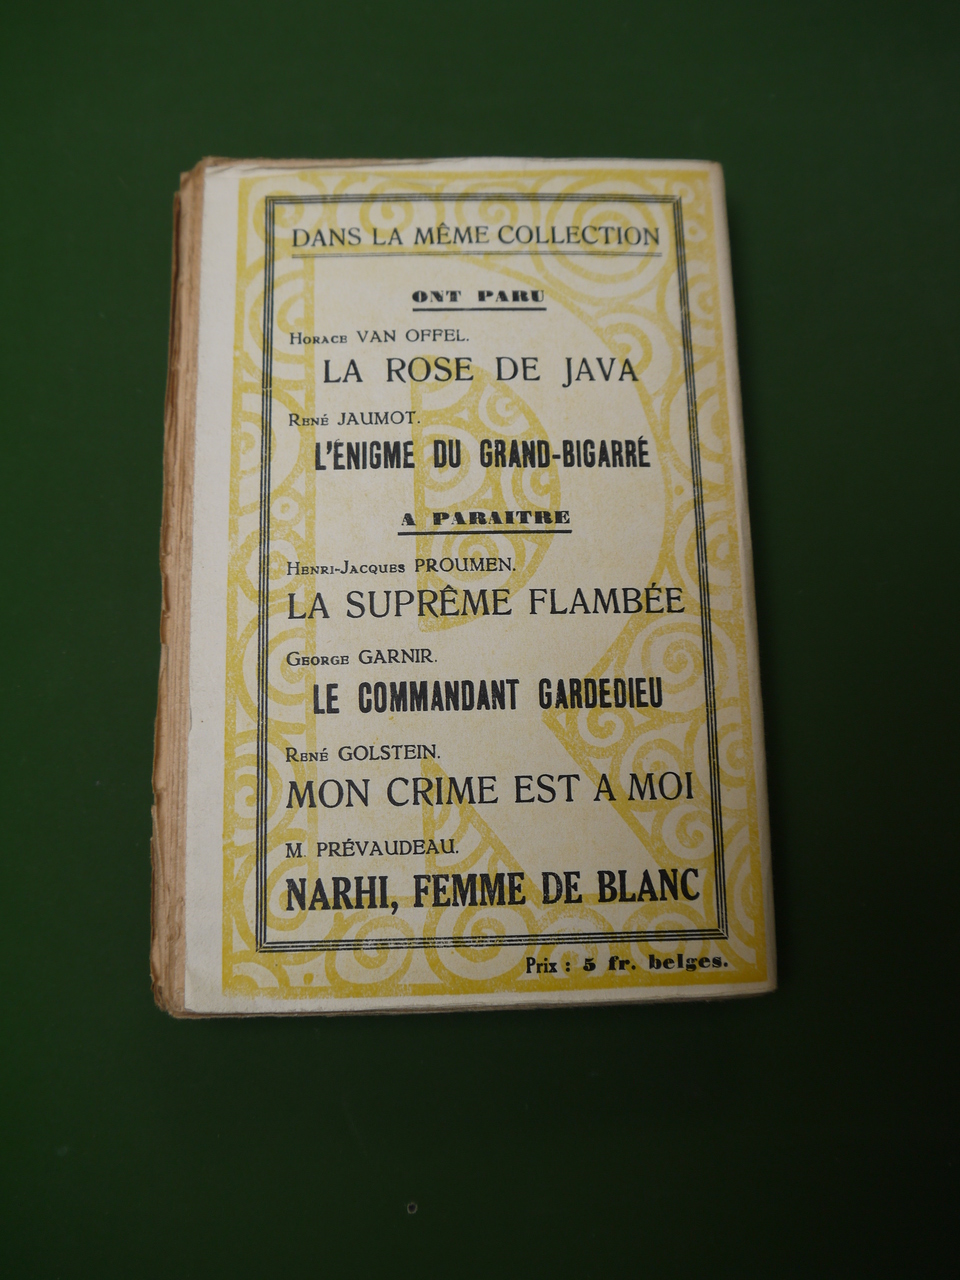 DANS LA MÊME COLLECTION
ONT PARU
Horace VAN OFFEL.
LA ROSE DE JAVA
René JAUMOT.
L'ÉNIGME DU GRAND-BIGARRÉ
A PARAITRE
Henri-Jacques PROUMEN.
LA SUPRÊME FLAMBÉE
George GARNIR.
LE COMMANDANT GARDEDIEU
René GOLSTEIN.
MON CRIME EST A MOI
M. PRÉVAUDEAU.
NARHI, FEMME DE BLANC
Prix : 5 fr. belges.